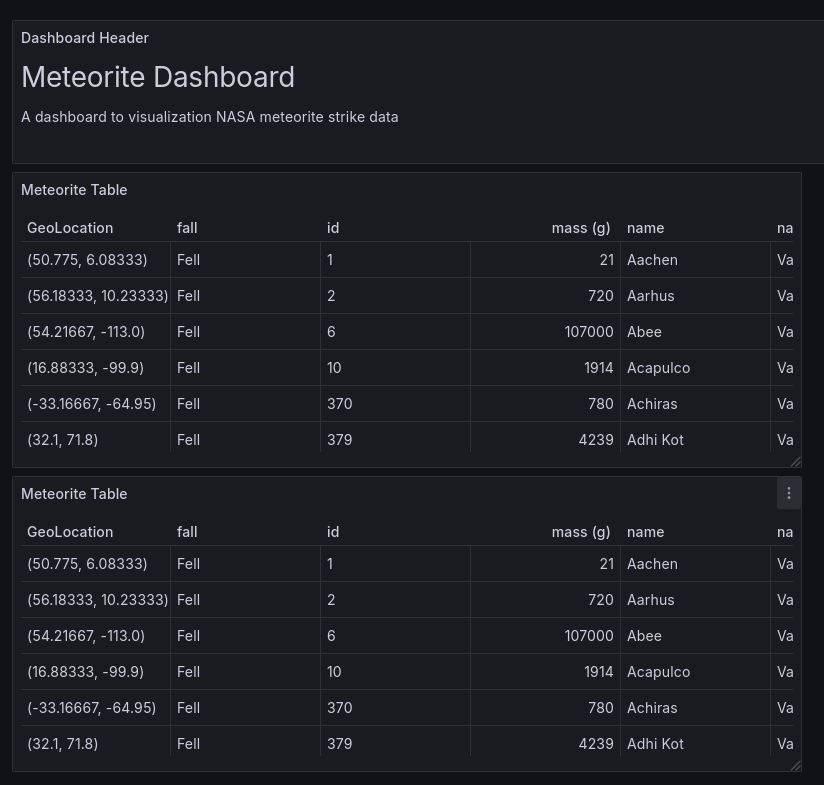 Dashboard Header
Meteorite Dashboard
A dashboard to visualization NASA meteorite strike data
Meteorite Table
GeoLocation fall id mass (g) name na
(50.775, 6.08333) Fell 1 21 Aachen Va
(56.18333, 10.23333) Fell 2 720 Aarhus Va
(54.21667, -113.0) Fell 6 107000 Abee Va
(16.88333, -99.9) Fell 10 1914 Acapulco Va
(-33.16667, -64.95) Fell 370 780 Achiras Va
(32.1, 71.8) Fell 379 4239 Adhi Kot Va
Meteorite Table
GeoLocation fall id mass (g) name na
(50.775, 6.08333) Fell 1 21 Aachen Va
(56.18333, 10.23333) Fell 2 720 Aarhus Va
(54.21667, -113.0) Fell 6 107000 Abee Va
(16.88333, -99.9) Fell 10 1914 Acapulco Va
(-33.16667, -64.95) Fell 370 780 Achiras Va
(32.1, 71.8) Fell 379 4239 Adhi Kot Va